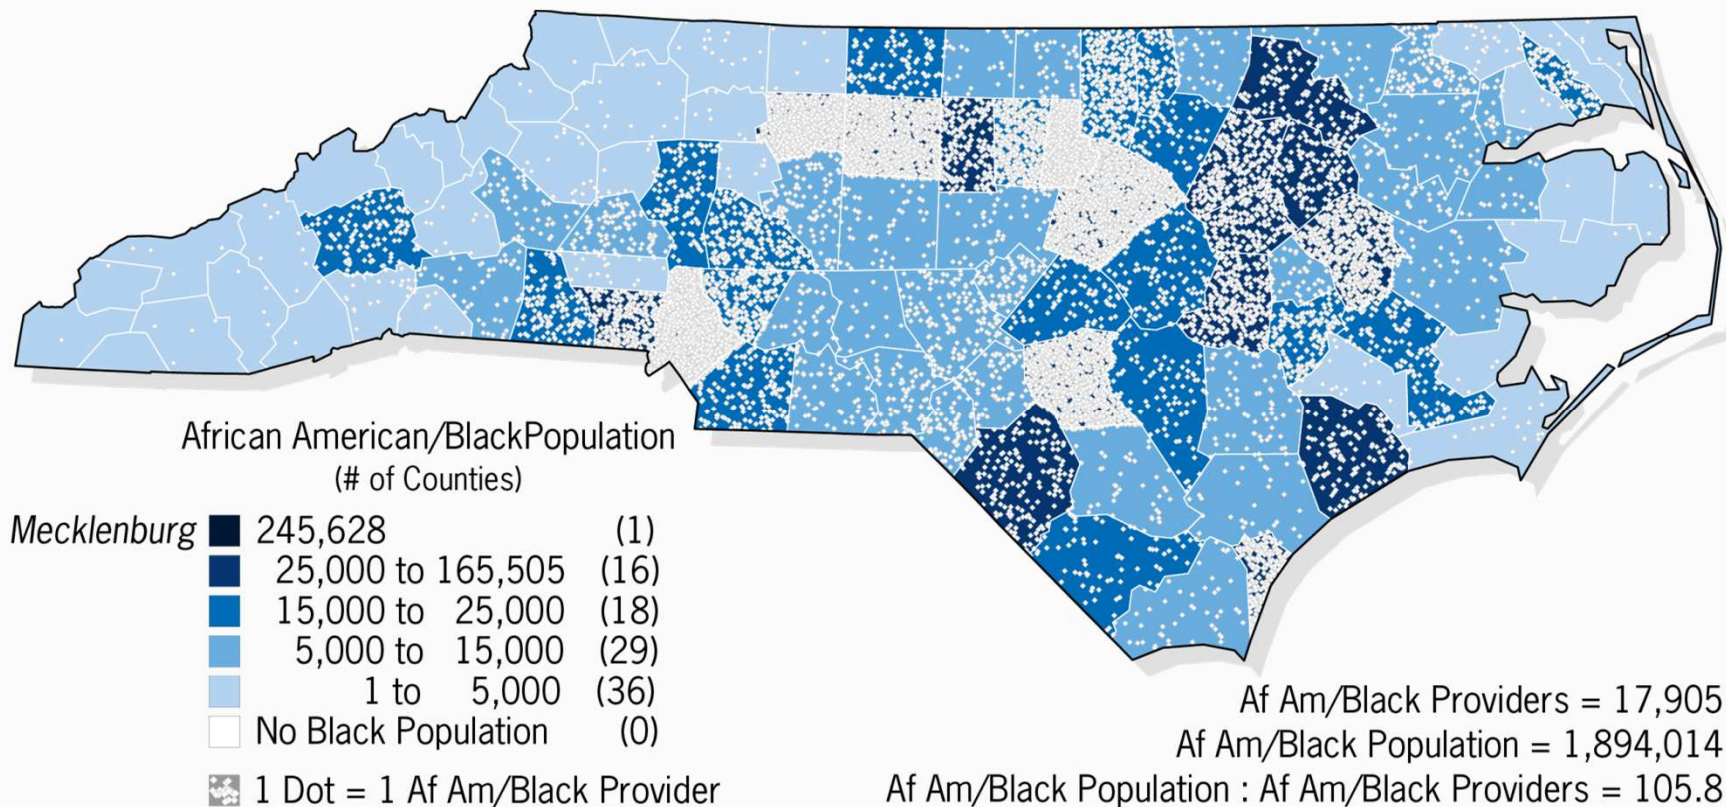 African American/BlackPopulation
(# of Counties)
Mecklenburg 245,628 (1)
25,000 to 165,505 (16)
15,000 to 25,000 (18)
5,000 to 15,000 (29)
1 to 5,000 (36)
No Black Population (0)
1 Dot = 1 Af Am/Black Provider
Af Am/Black Providers = 17,905
Af Am/Black Population = 1,894,014
Af Am/Black Population : Af Am/Black Providers = 105.8